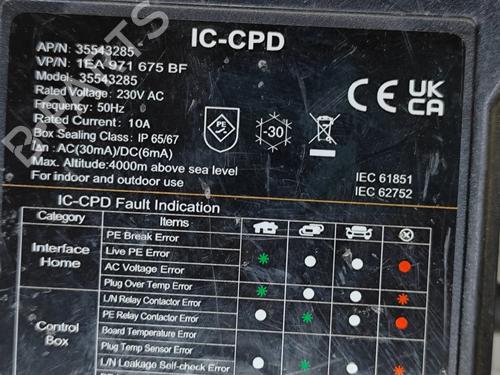 IC-CPD
AP/N: 35543285
VP/N: 1EA 971 675 BF
Model: 35543285
Rated Voltage: 230V AC
Frequency: 50Hz
Rated Current: 10A
Box Sealing Class: IP 65/67
I∆n: AC(30mA)/DC(6mA)
Max. Altitude:4000m above sea level
For indoor and outdoor use
PE
-30
CE UK CA
IEC 61851
IEC 62752
IC-CPD Fault Indication
Category Items
Interface Home
PE Break Error
Live PE Error
AC Voltage Error
Plug Over Temp Error
Control Box
L/N Relay Contactor Error
PE Relay Contactor Error
Board Temperature Error
Plug Temp Sensor Error
L/N Leakage Self-check Error